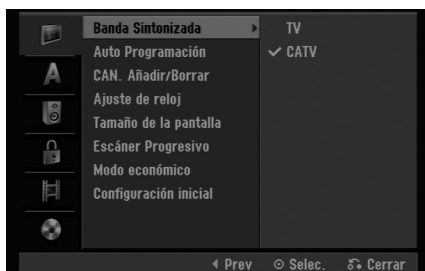 Banda Sintonizada
Auto Programación
CAN. Añadir/Borrar
Ajuste de reloj
Tamaño de la pantalla
Escáner Progresivo
Modo económico
Configuración inicial
TV
✓ CATV
A
Prev
Selec.
Cerrar